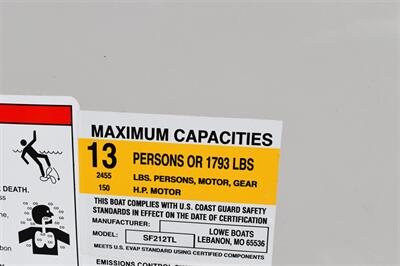 MAXIMUM CAPACITIES
13 PERSONS OR 1793 LBS
2455 LBS. PERSONS, MOTOR, GEAR
150 H.P. MOTOR
THIS BOAT COMPLIES WITH U.S. COAST GUARD SAFETY
STANDARDS IN EFFECT ON THE DATE OF CERTIFICATION
MANUFACTURER: LOWE BOATS
MODEL: SF212TL LEBANON, MO 65536
MEETS U.S. EVAP STANDARD USING CERTIFIED COMPONENTS
EMISSIONS CONTROL
DEATH.